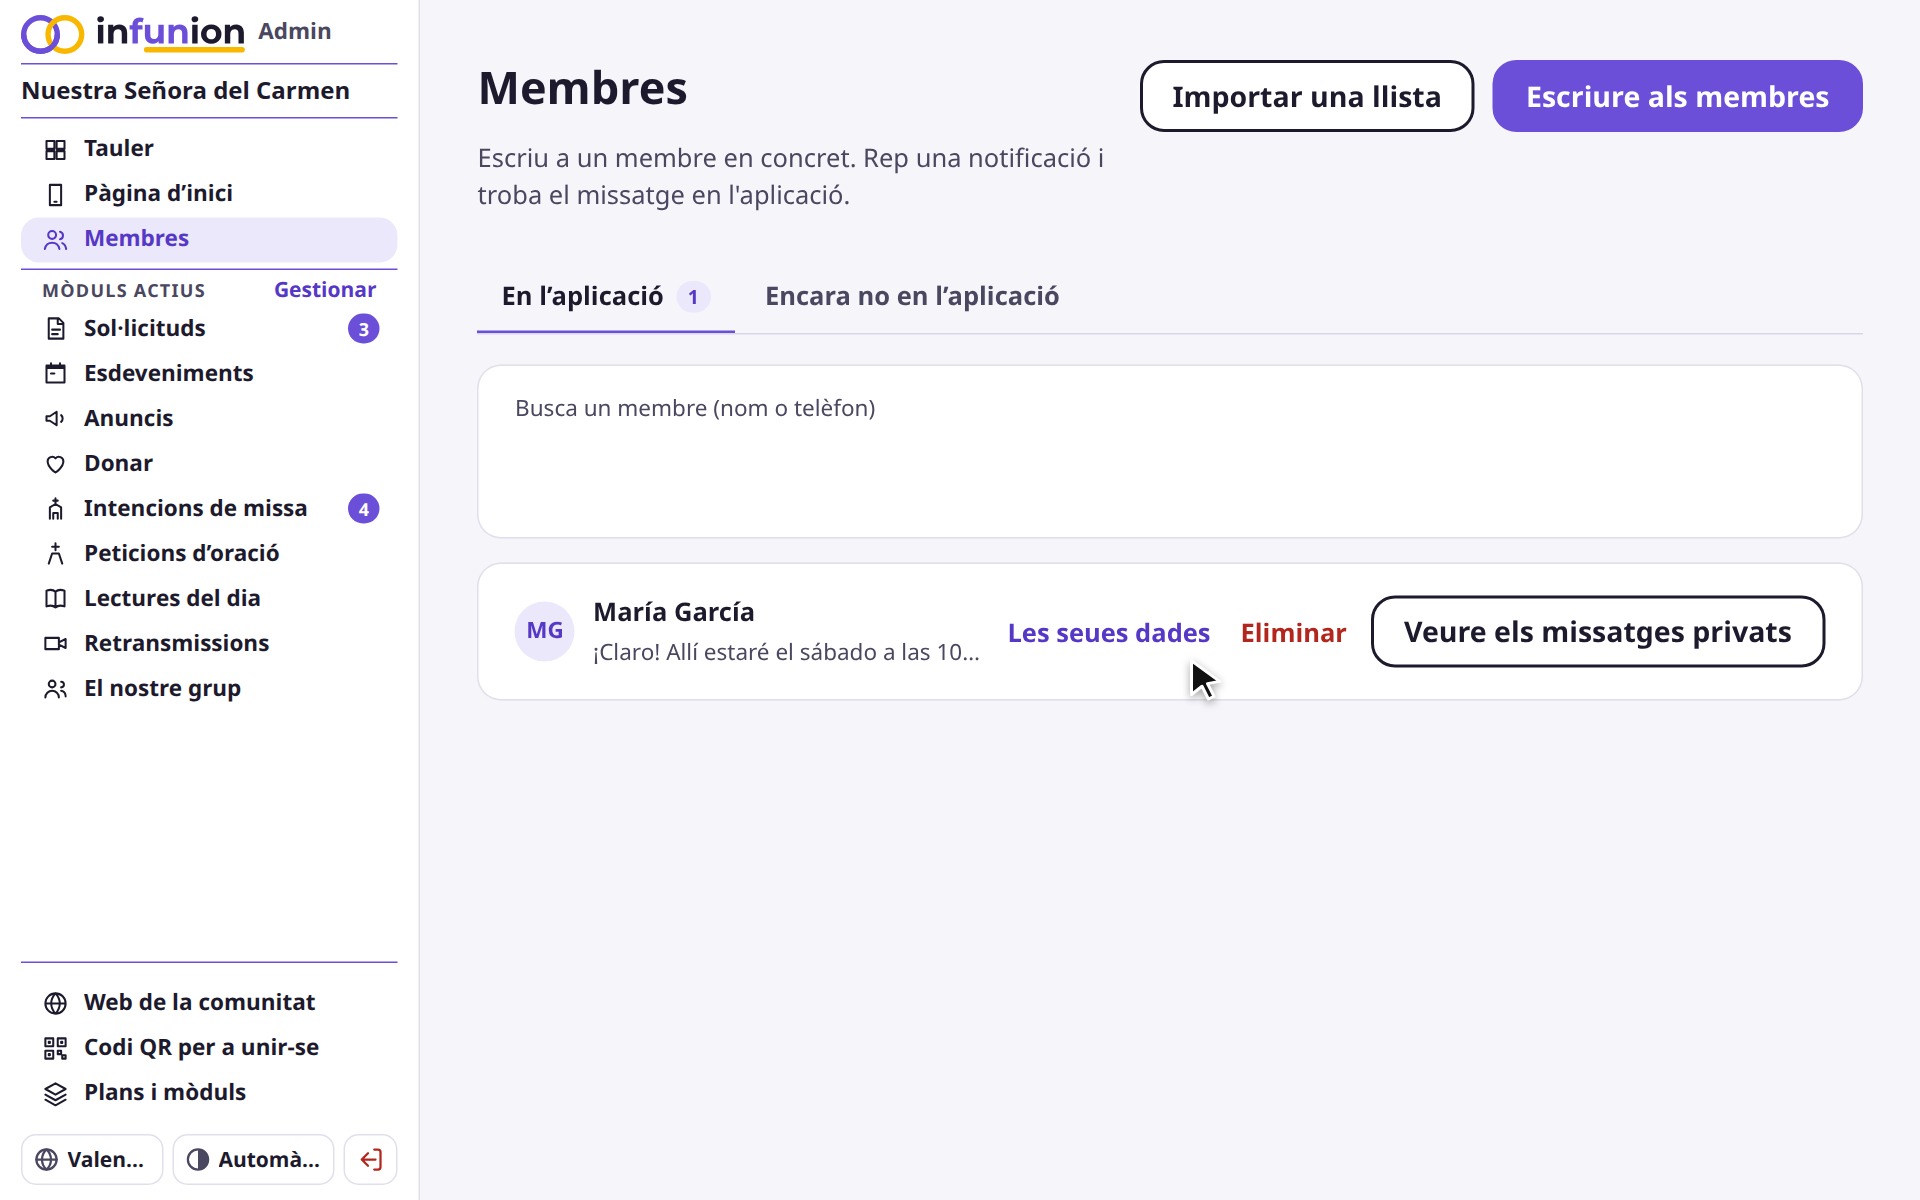 infunion Admin
Nuestra Señora del Carmen
Tauler
Pàgina d’inici
Membres
MÒDULS ACTIUS Gestionar
Sol·licituds 3
Esdeveniments
Anuncis
Donar
Intencions de missa 4
Peticions d’oració
Lectures del dia
Retransmissions
El nostre grup
Web de la comunitat
Codi QR per a unir-se
Plans i mòduls
Valen... Automà...
Membres
Importar una llista Escriure als membres
Escriu a un membre en concret. Rep una notificació i
troba el missatge en l'aplicació.
En l’aplicació 1 Encara no en l’aplicació
Busca un membre (nom o telèfon)
MG
María García
¡Claro! Allí estaré el sábado a las 10...
Les seues dades Eliminar Veure els missatges privats